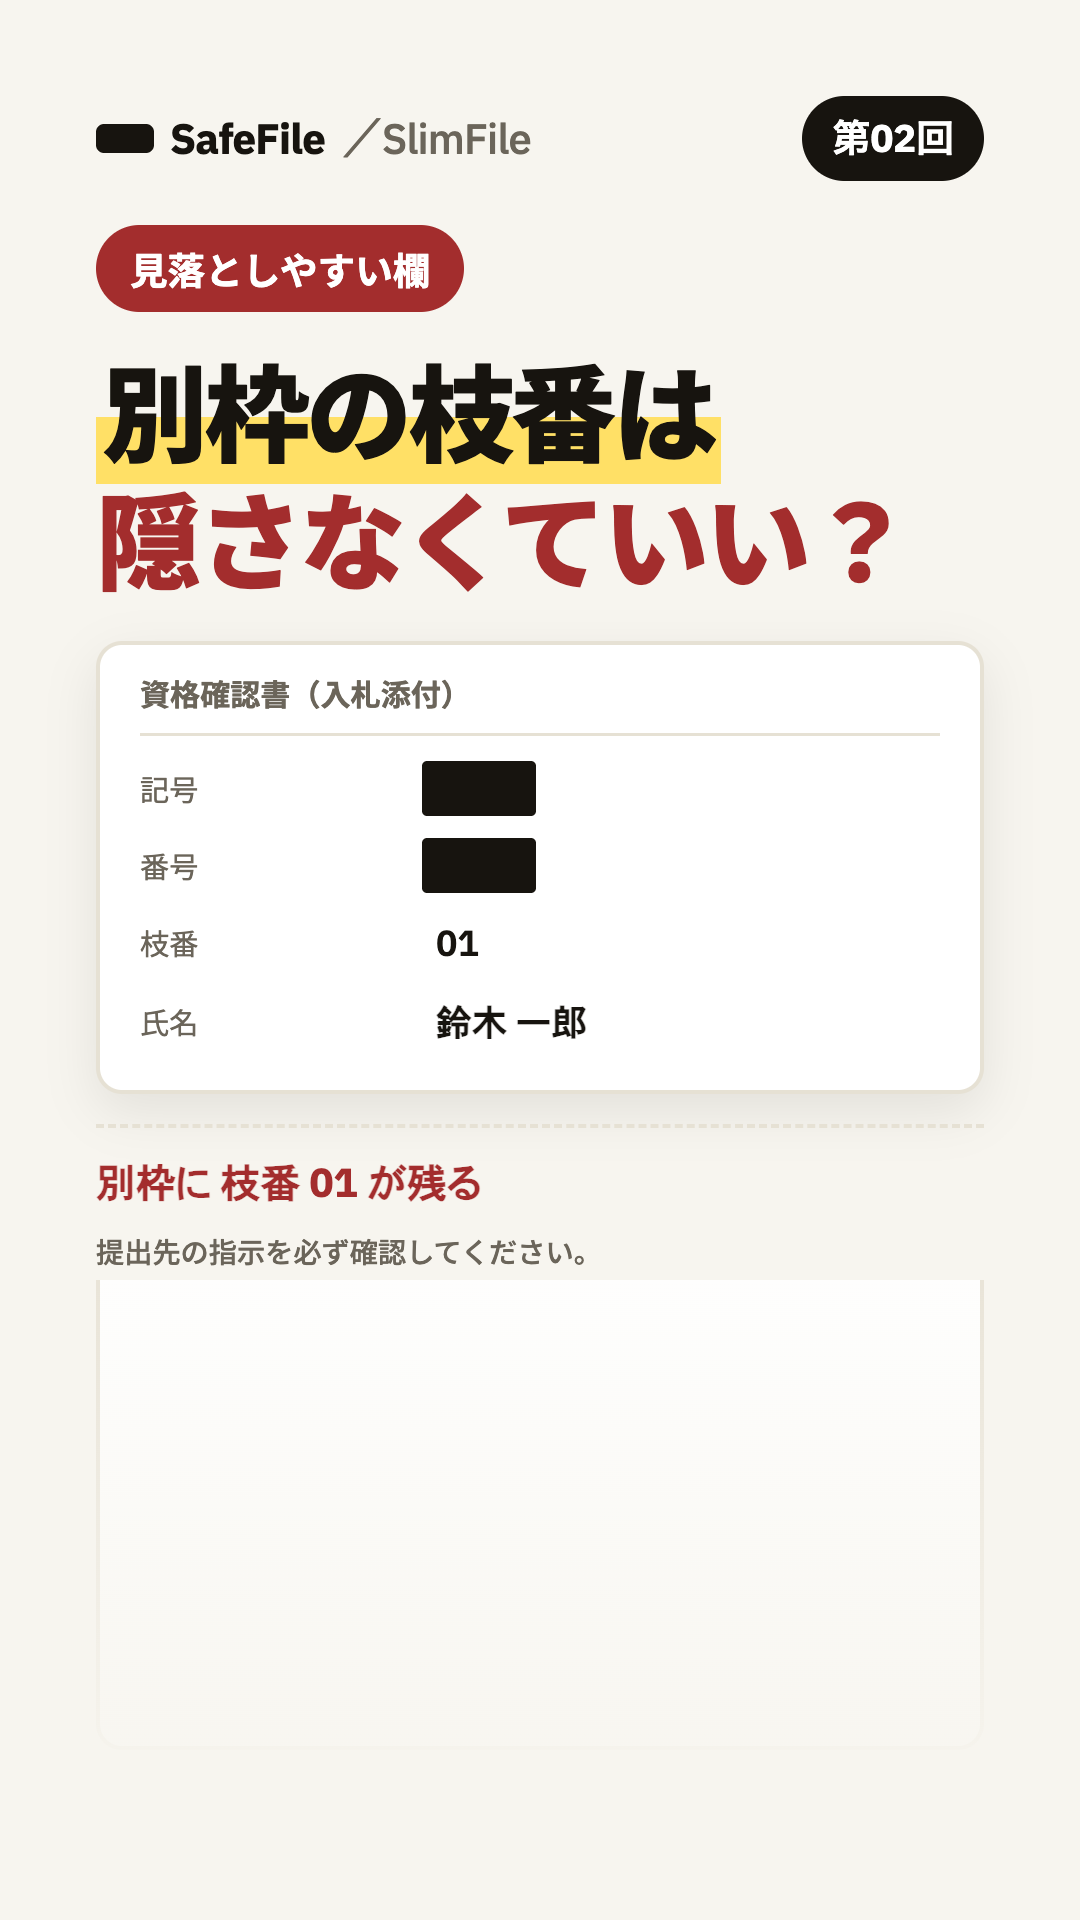 SafeFile ／SlimFile
第02回
見落としやすい欄
別枠の枝番は
隠さなくていい？
資格確認書（入札添付）
記号
番号
枝番 01
氏名 鈴木 一郎
別枠に 枝番 01 が残る
提出先の指示を必ず確認してください。